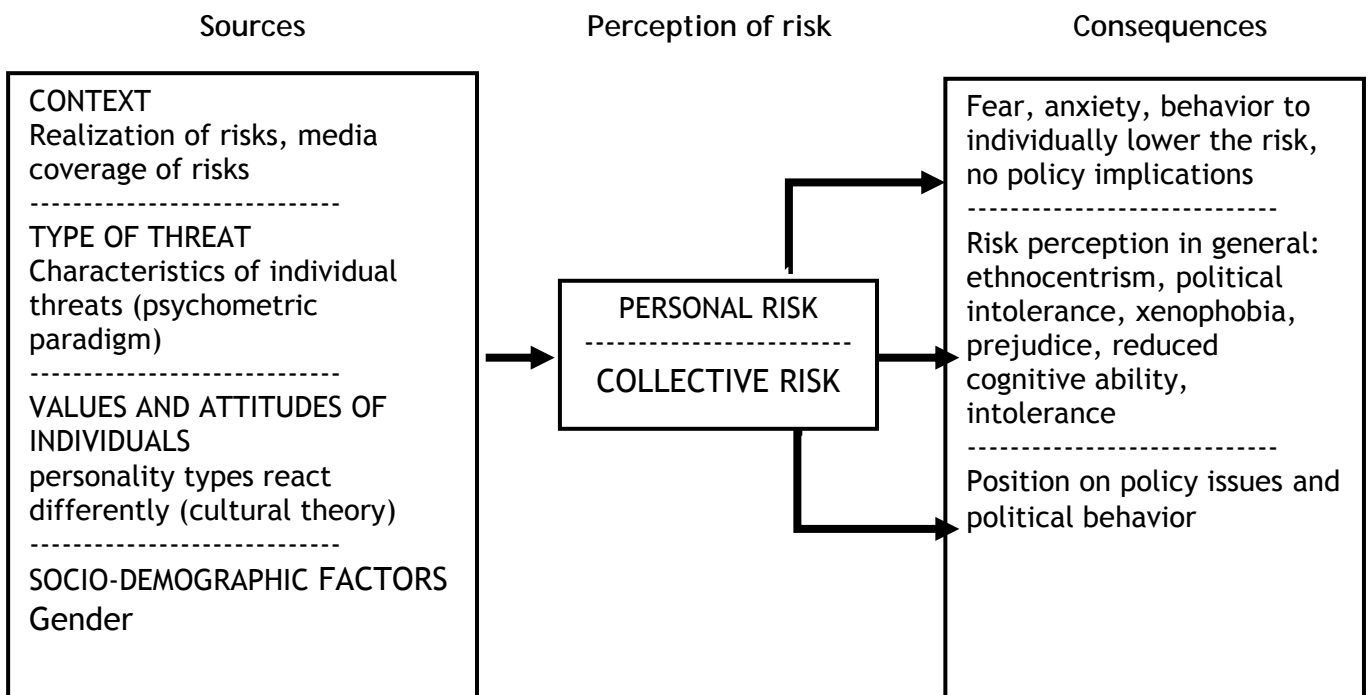 Sources
Perception of risk
Consequences
CONTEXT
Realization of risks, media
coverage of risks
-----------------------------
TYPE OF THREAT
Characteristics of individual
threats (psychometric
paradigm)
-----------------------------
VALUES AND ATTITUDES OF
INDIVIDUALS
personality types react
differently (cultural theory)
-----------------------------
SOCIO-DEMOGRAPHIC FACTORS
Gender
PERSONAL RISK
-------------------------
COLLECTIVE RISK
Fear, anxiety, behavior to
individually lower the risk,
no policy implications
-----------------------------
Risk perception in general:
ethnocentrism, political
intolerance, xenophobia,
prejudice, reduced
cognitive ability,
intolerance
-----------------------------
Position on policy issues and
political behavior